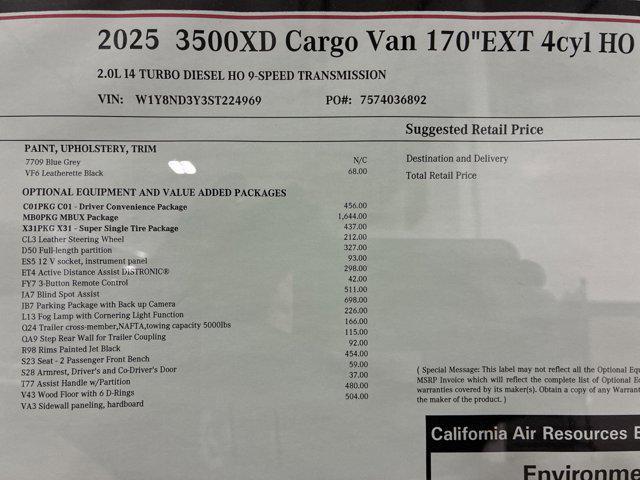 2025 3500XD Cargo Van 170"EXT 4cyl HO
2.0L I4 TURBO DIESEL HO 9-SPEED TRANSMISSION
VIN: W1Y8ND3Y3ST224969 PO#: 7574036892
Suggested Retail Price
PAINT, UPHOLSTERY, TRIM
7709 Blue Grey N/C
VF6 Leatherette Black 68.00
Destination and Delivery
Total Retail Price
OPTIONAL EQUIPMENT AND VALUE ADDED PACKAGES
C01PKG C01 - Driver Convenience Package 456.00
MB0PKG MBUX Package 1,644.00
X31PKG X31 - Super Single Tire Package 437.00
CL3 Leather Steering Wheel 212.00
D50 Full-length partition 327.00
ES5 12 V socket, instrument panel 93.00
ET4 Active Distance Assist DISTRONIC® 298.00
FY7 3-Button Remote Control 42.00
JA7 Blind Spot Assist 511.00
JB7 Parking Package with Back up Camera 698.00
L13 Fog Lamp with Cornering Light Function 226.00
Q24 Trailer cross-member,NAFTA,towing capacity 5000lbs 166.00
QA9 Step Rear Wall for Trailer Coupling 115.00
R98 Rims Painted Jet Black 92.00
S23 Seat - 2 Passenger Front Bench 454.00
S28 Armrest, Driver's and Co-Driver's Door 59.00
T77 Assist Handle w/Partition 37.00
V43 Wood Floor with 6 D-Rings 480.00
VA3 Sidewall paneling, hardboard 504.00
( Special Message: This label may not reflect all the Optional Equ
MSRP Invoice which will reflect the complete list of Optional E
warranties covered by its maker(s). Obtain a copy of any Warran
the maker of the product. )
California Air Resources B
Environme